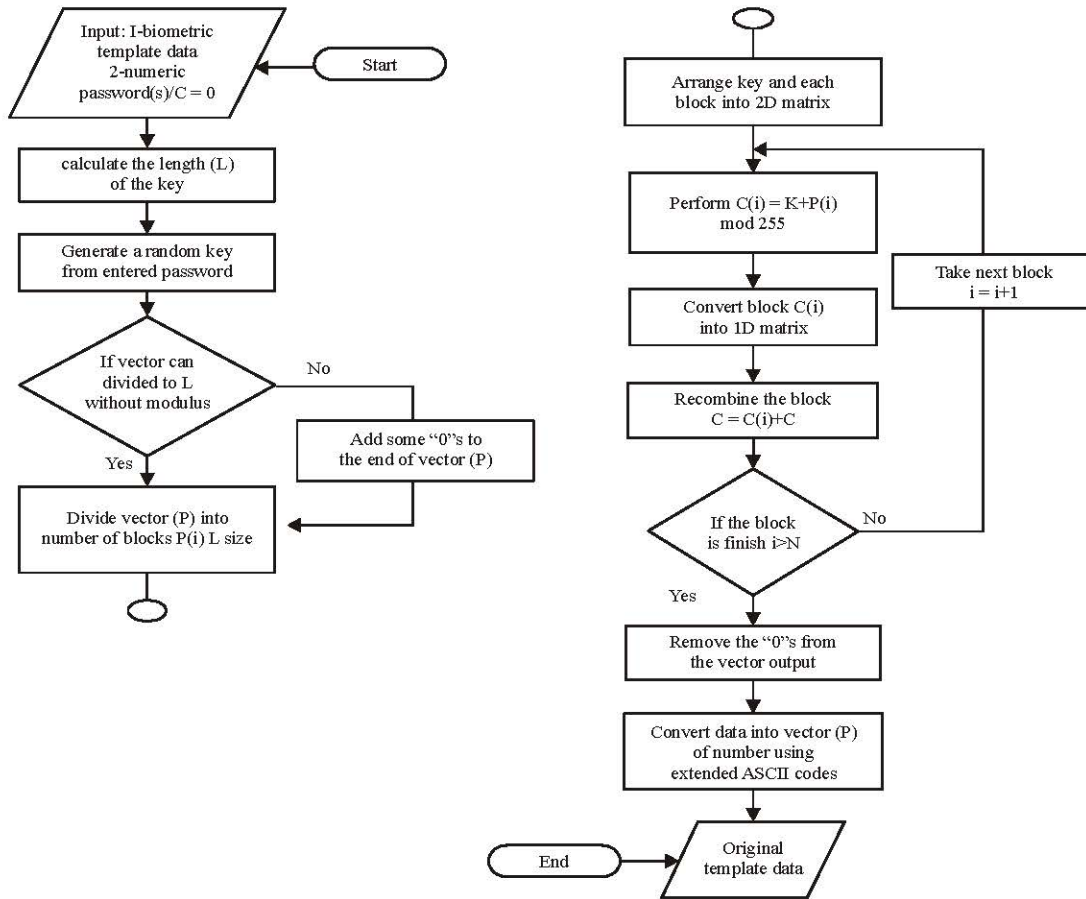 Input: I-biometric
template data
2-numeric
password(s)/C = 0
Start
calculate the length (L)
of the key
Generate a random key
from entered password
If vector can
divided to L
without modulus
No
Add some “0”s to
the end of vector (P)
Yes
Divide vector (P) into
number of blocks P(i) L size
Arrange key and each
block into 2D matrix
Perform C(i) = K+P(i)
mod 255
Take next block
i = i+1
Convert block C(i)
into 1D matrix
Recombine the block
C = C(i)+C
If the block
is finish i>N
No
Yes
Remove the “0”s from
the vector output
Convert data into vector (P)
of number using
extended ASCII codes
Original
template data
End